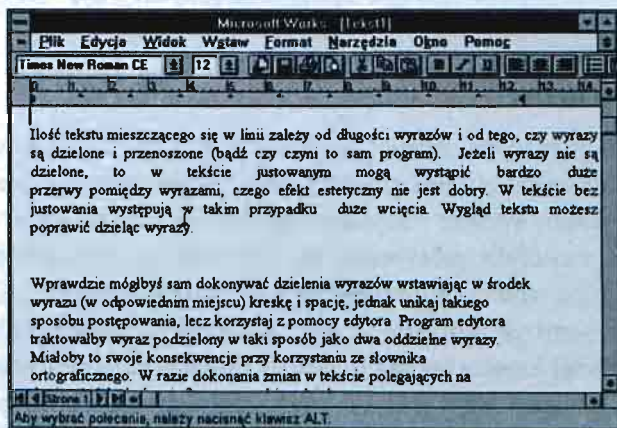 Microsoft Works - [Tekst1]
Plik Edycja Widok Wstaw Format Narzędzia Okno Pomoc
Times New Roman CE 12
Ilość tekstu mieszczącego się w linii zależy od długości wyrazów i od tego, czy wyrazy
są dzielone i przenoszone (bądź czy czyni to sam program). Jeżeli wyrazy nie są
dzielone, to w tekście justowanym mogą wystąpić bardzo duże
przerwy pomiędzy wyrazami, czego efekt estetyczny nie jest dobry. W tekście bez
justowania występują w takim przypadku duże wcięcia. Wygląd tekstu możesz
poprawić dzieląc wyrazy.
Wprawdzie mógłbyś sam dokonywać dzielenia wyrazów wstawiając w środek
wyrazu (w odpowiednim miejscu) kreskę i spację, jednak unikaj takiego
sposobu postępowania, lecz korzystaj z pomocy edytora. Program edytora
traktowałby wyraz podzielony w taki sposób jako dwa oddzielne wyrazy.
Miałoby to swoje konsekwencje przy korzystaniu ze słownika
ortograficznego. W razie dokonania zmian w tekście polegających na
Strona 1
Aby wybrać polecenie, należy nacisnąć klawisz ALT.